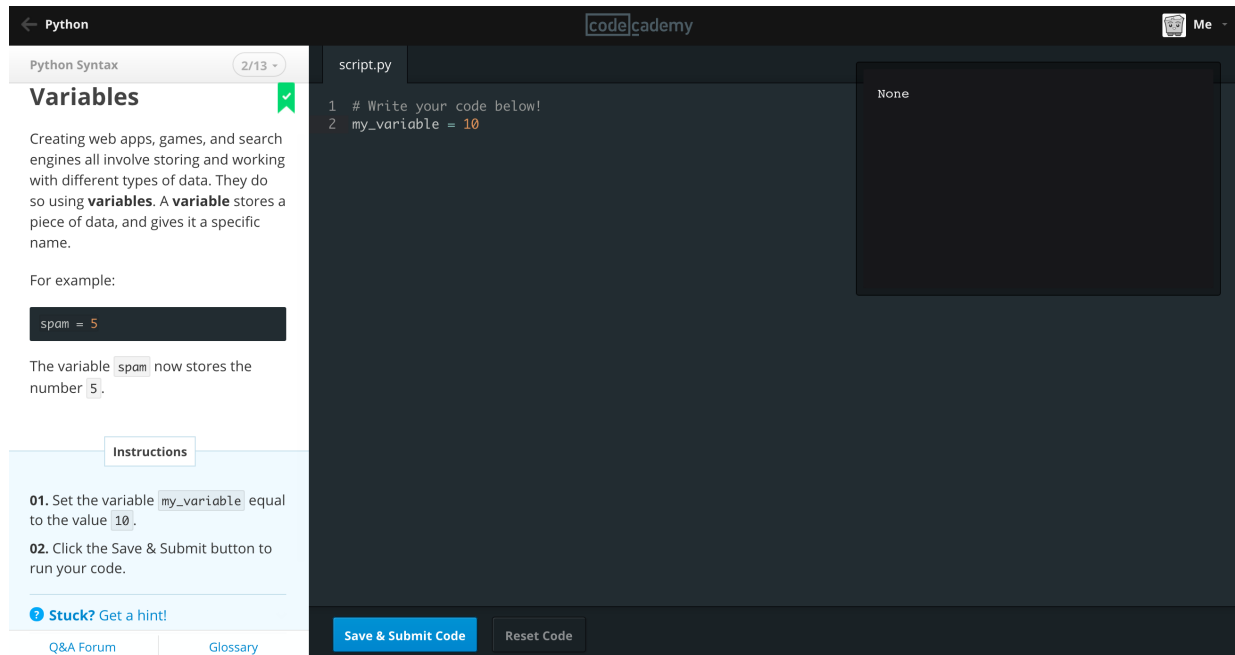 Python
codecademy
Me
Python Syntax
2/13
Variables
Creating web apps, games, and search
engines all involve storing and working
with different types of data. They do
so using variables. A variable stores a
piece of data, and gives it a specific
name.
For example:
spam = 5
The variable spam now stores the
number 5.
Instructions
01. Set the variable my_variable equal
to the value 10.
02. Click the Save & Submit button to
run your code.
? Stuck? Get a hint!
Q&A Forum
Glossary
script.py
1 # Write your code below!
2 my_variable = 10
None
Save & Submit Code
Reset Code